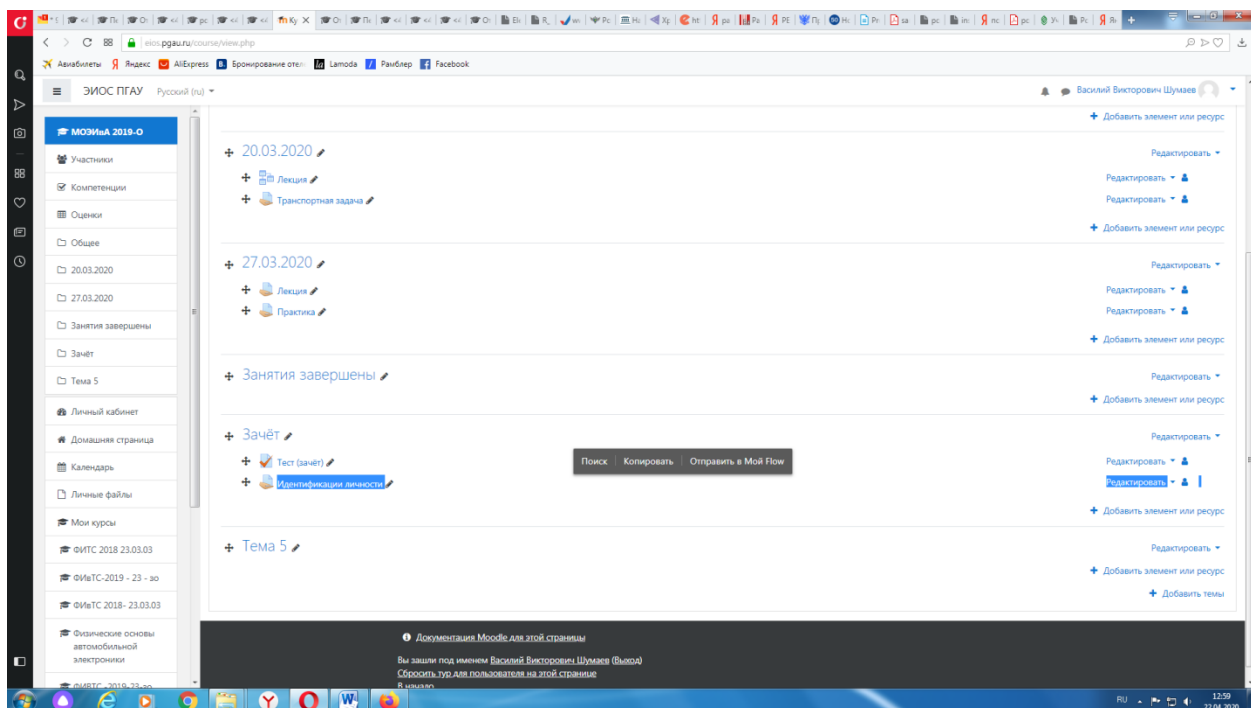 eios.pgau.ru/course/view.php
Авиабилеты Яндекс AliExpress Бронирование отел Lamoda Рамблер Facebook
ЭИОС ПГАУ Русский (ru) Василий Викторович Шумаев
МОЭИвА 2019-О
Участники
Компетенции
Оценки
Общее
20.03.2020
27.03.2020
Занятия завершены
Зачёт
Тема 5
Личный кабинет
Домашняя страница
Календарь
Личные файлы
Мои курсы
ФИТС 2018 23.03.03
ФИвТС-2019 - 23 - зо
ФИвТС 2018- 23.03.03
Физические основы
автомобильной
электроники
Добавить элемент или ресурс
20.03.2020 Редактировать
Лекция Редактировать
Транспортная задача Редактировать
Добавить элемент или ресурс
27.03.2020 Редактировать
Лекция Редактировать
Практика Редактировать
Добавить элемент или ресурс
Занятия завершены Редактировать
Добавить элемент или ресурс
Зачёт Редактировать
Поиск Копировать Отправить в Мой Flow
Тест (зачёт) Редактировать
Идентификации личности Редактировать
Добавить элемент или ресурс
Тема 5 Редактировать
Добавить элемент или ресурс
Добавить темы
Документация Moodle для этой страницы
Вы зашли под именем Василий Викторович Шумаев (Выход)
Сбросить тур для пользователя на этой странице
В начало
RU 12:59
22.04.2020